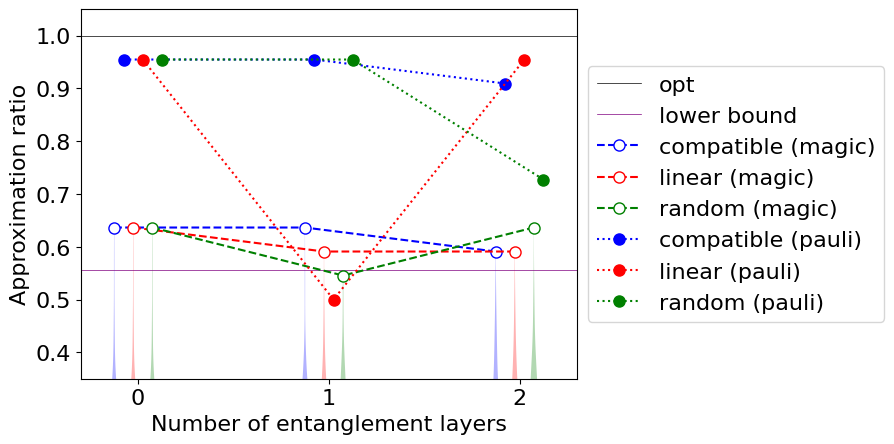 1.0
0.9
0.8
0.7
0.6
0.5
0.4
Approximation ratio
0 1 2
Number of entanglement layers
opt
lower bound
compatible (magic)
linear (magic)
random (magic)
compatible (pauli)
linear (pauli)
random (pauli)